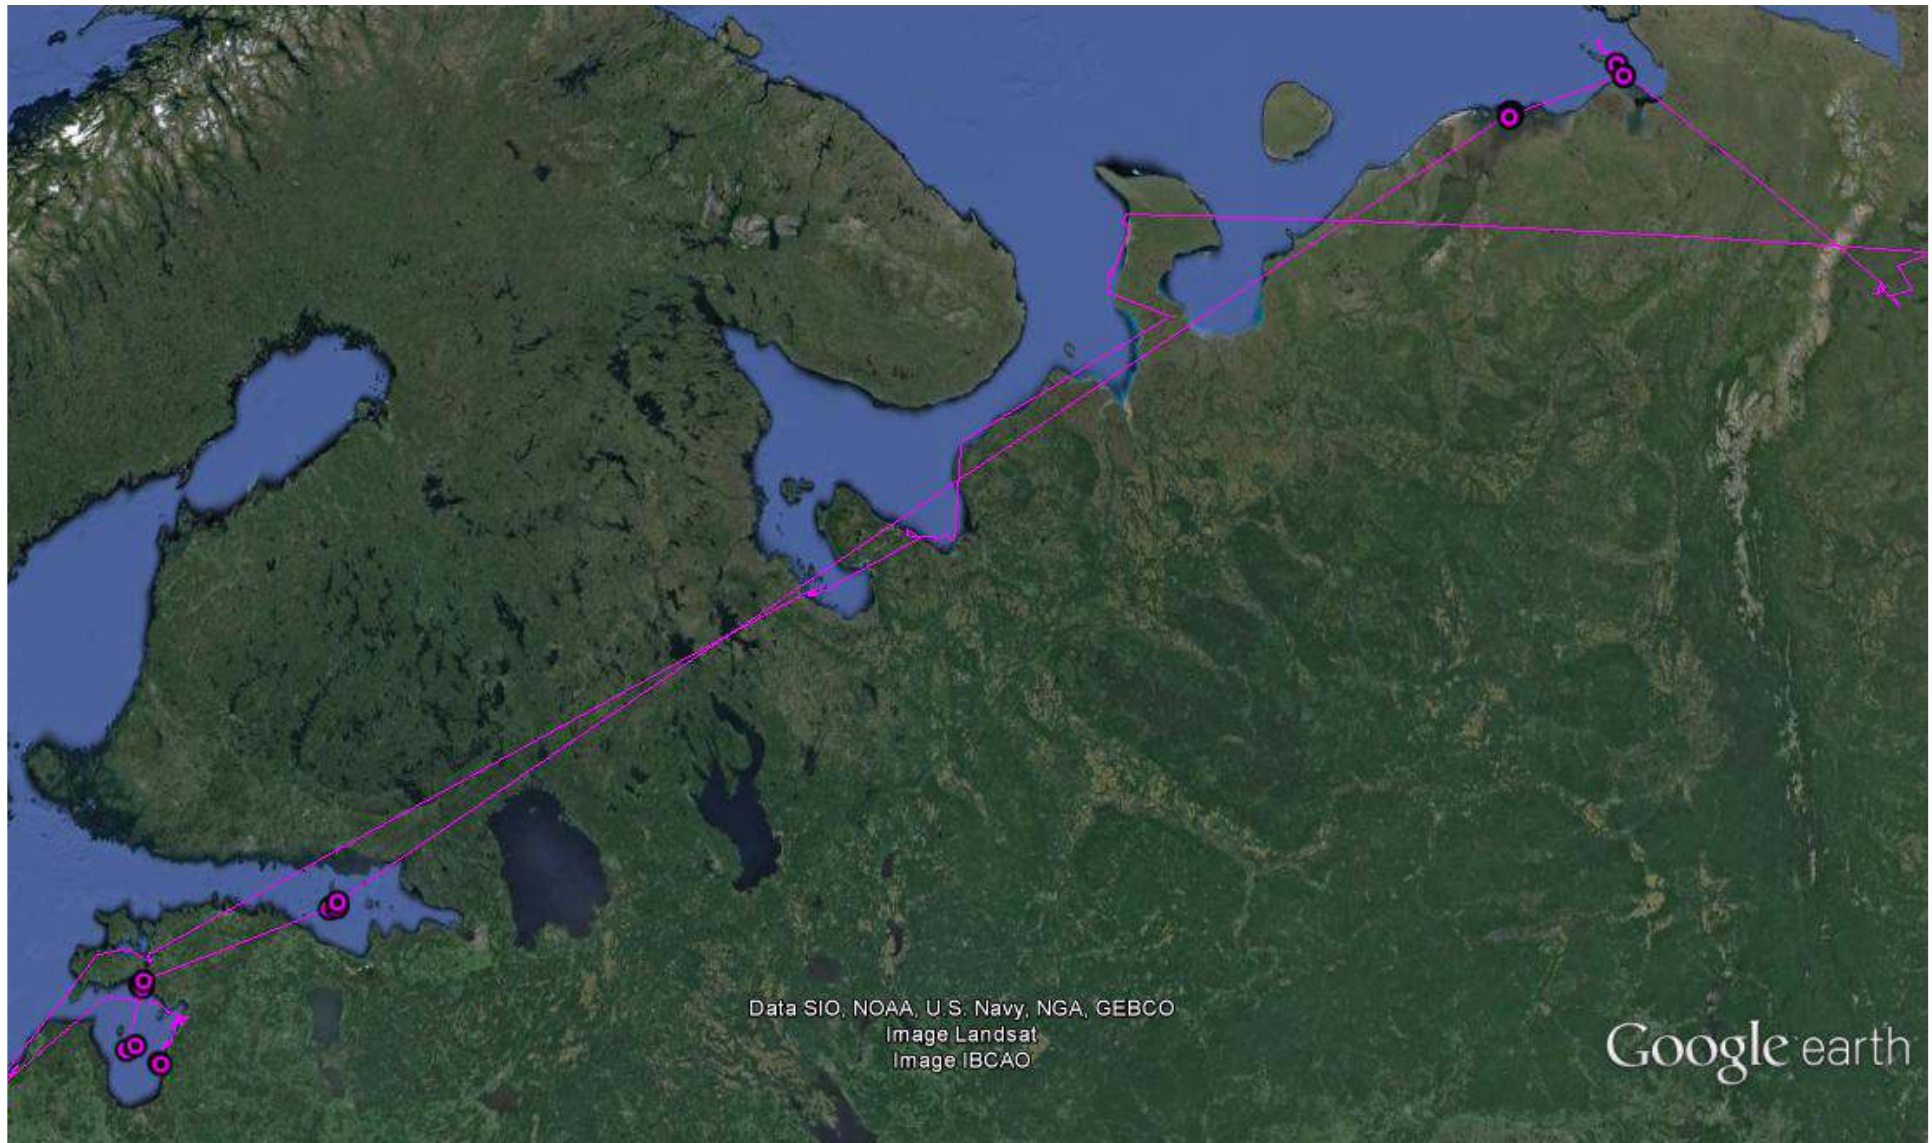 Data SIO, NOAA, U.S. Navy, NGA, GEBCO
Image Landsat
Image IBCAO
Google earth